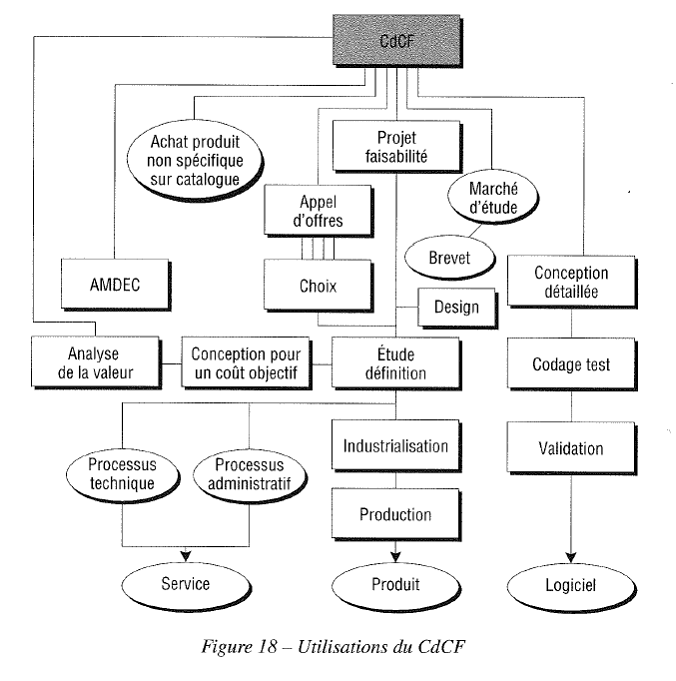 CdCF
Achat produit
non spécifique
sur catalogue
Projet
faisabilité
Marché
d'étude
Appel
d'offres
Brevet
AMDEC
Choix
Conception
détaillée
Design
Analyse
de la valeur
Conception pour
un coût objectif
Étude
définition
Codage test
Processus
technique
Processus
administratif
Industrialisation
Validation
Production
Service
Produit
Logiciel
Figure 18 – Utilisations du CdCF